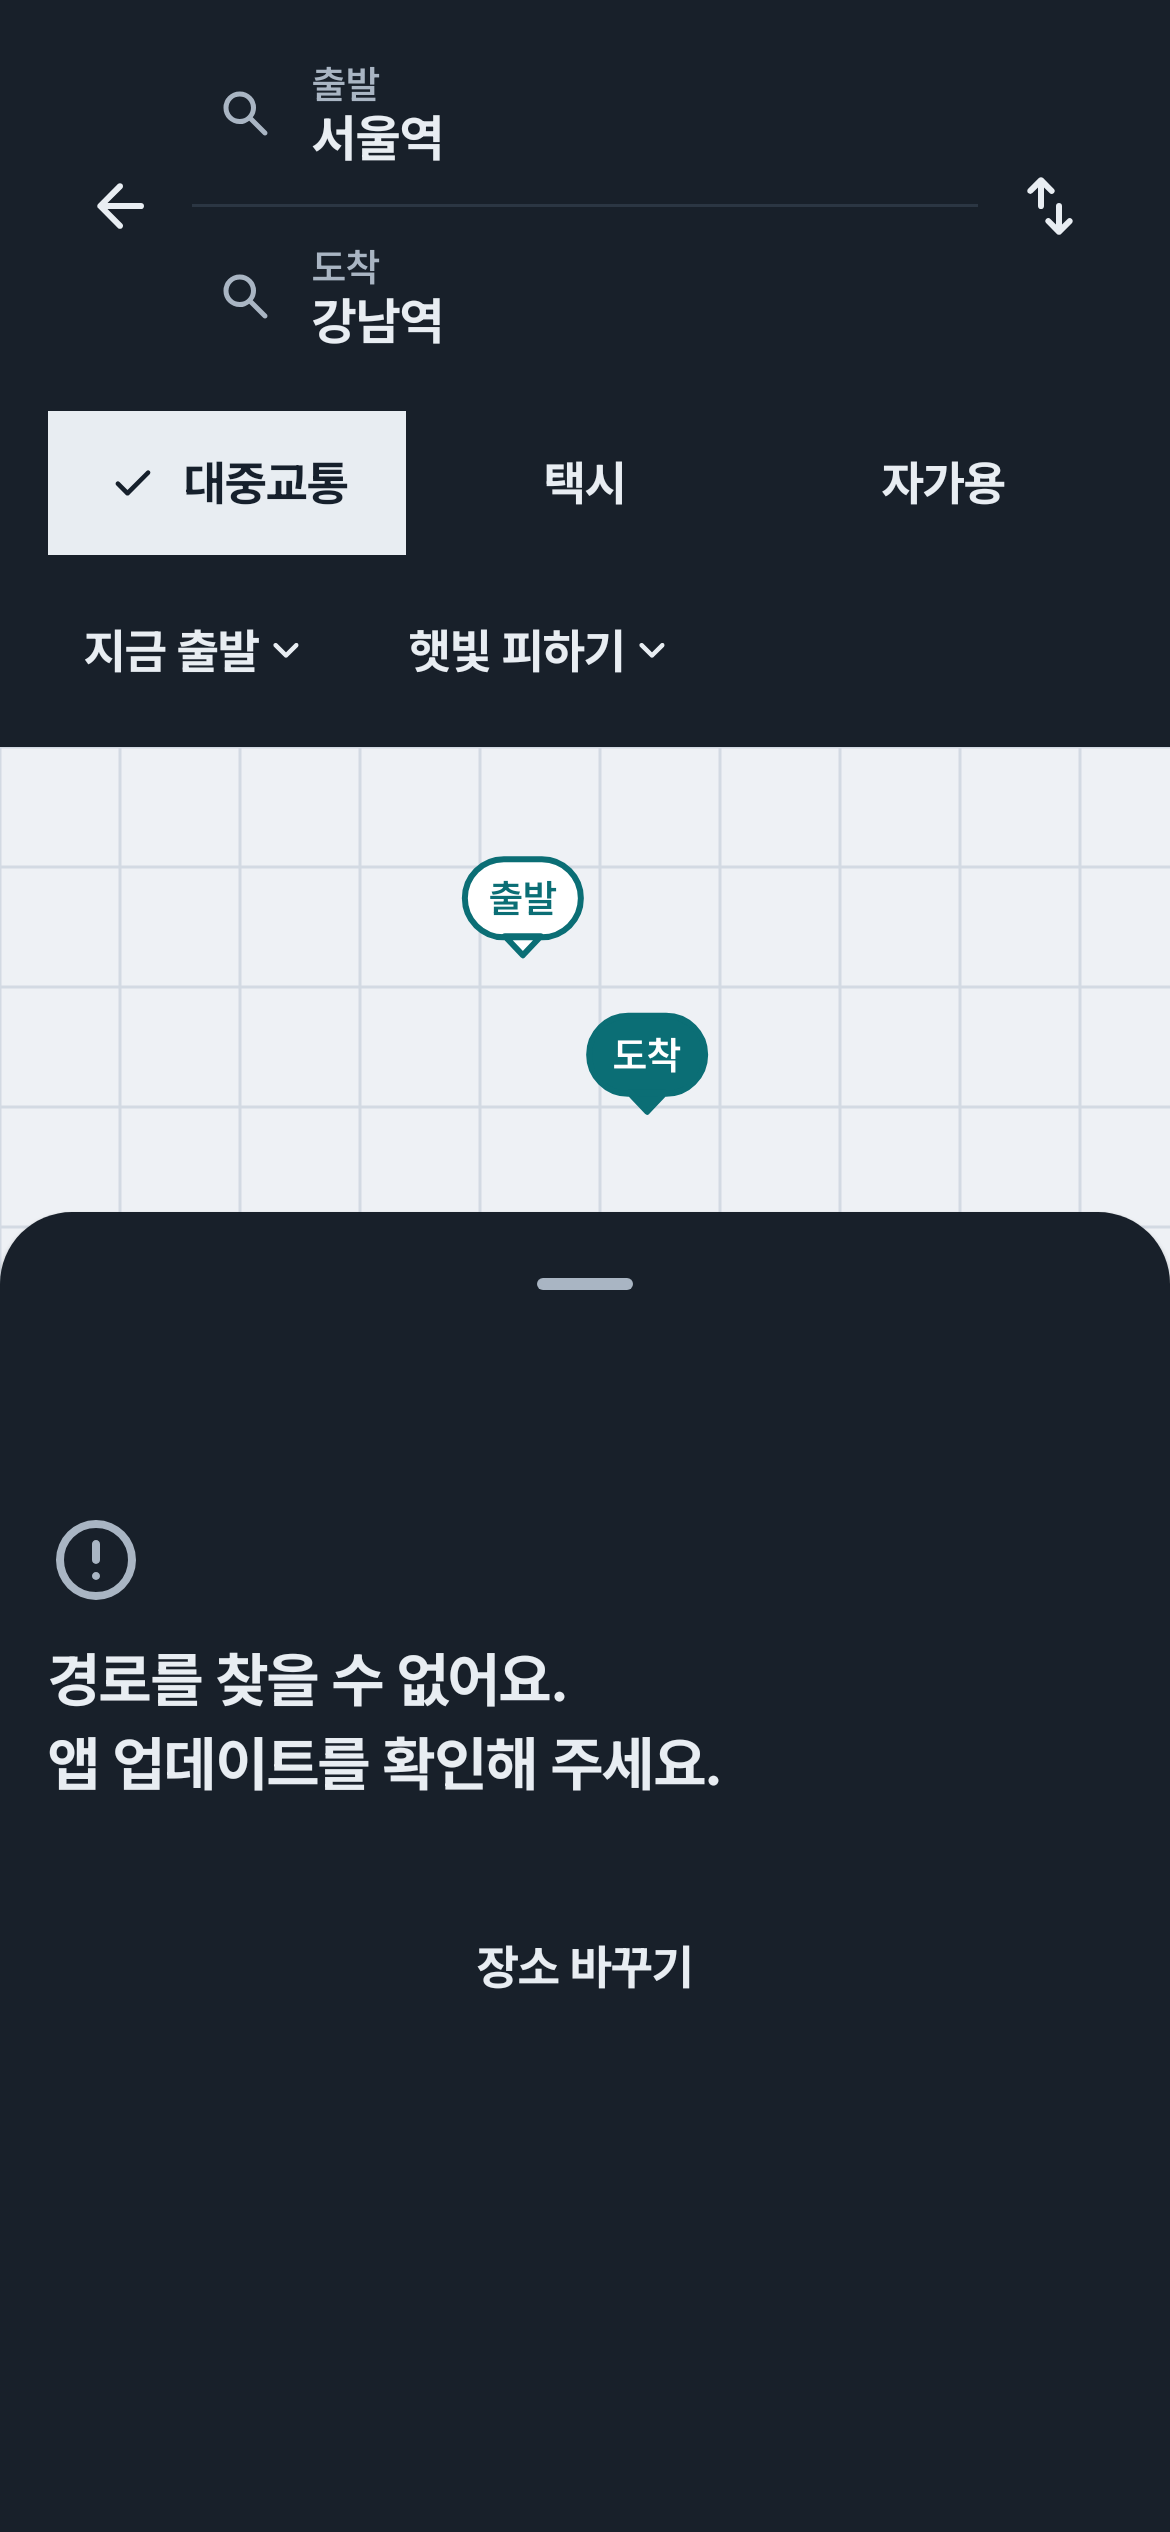 출발
서울역
도착
강남역
대중교통
택시
자가용
지금 출발
햇빛 피하기
출발
도착
경로를 찾을 수 없어요.
앱 업데이트를 확인해 주세요.
장소 바꾸기